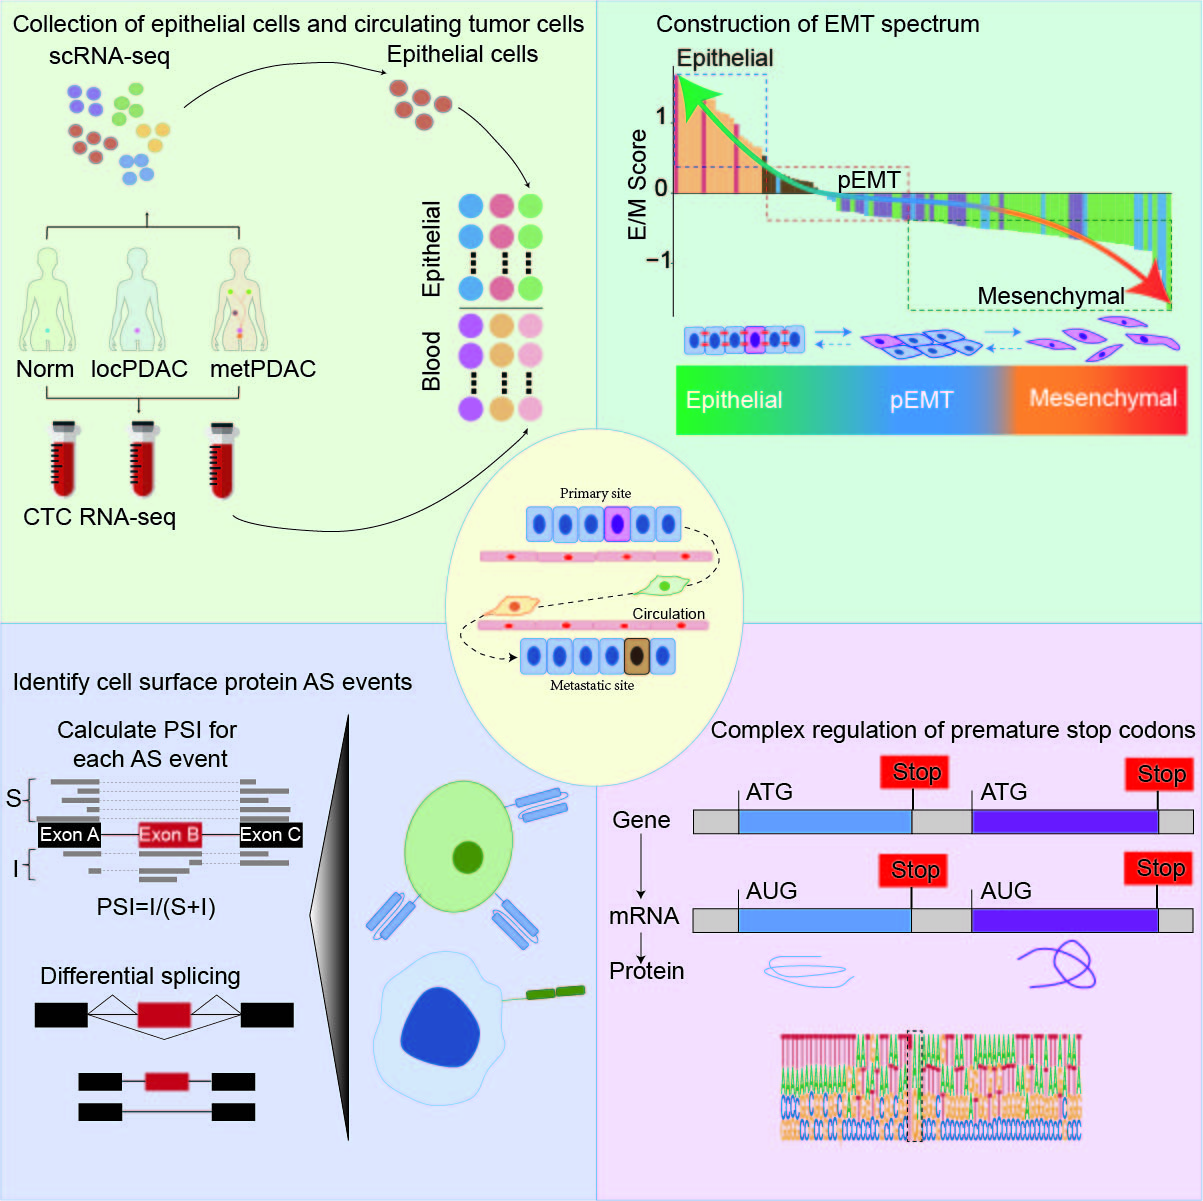 Collection of epithelial cells and circulating tumor cells
scRNA-seq
Epithelial cells
Norm locPDAC metPDAC
CTC RNA-seq
Epithelial
Blood
Construction of EMT spectrum
Epithelial
E/M Score
1
0
−1
pEMT
Mesenchymal
Epithelial pEMT Mesenchymal
Primary site
Circulation
Metastatic site
Identify cell surface protein AS events
Calculate PSI for
each AS event
S
Exon A Exon B Exon C
I
PSI=I/(S+I)
Differential splicing
Complex regulation of premature stop codons
ATG Stop ATG Stop
Gene
AUG Stop AUG Stop
mRNA
Protein